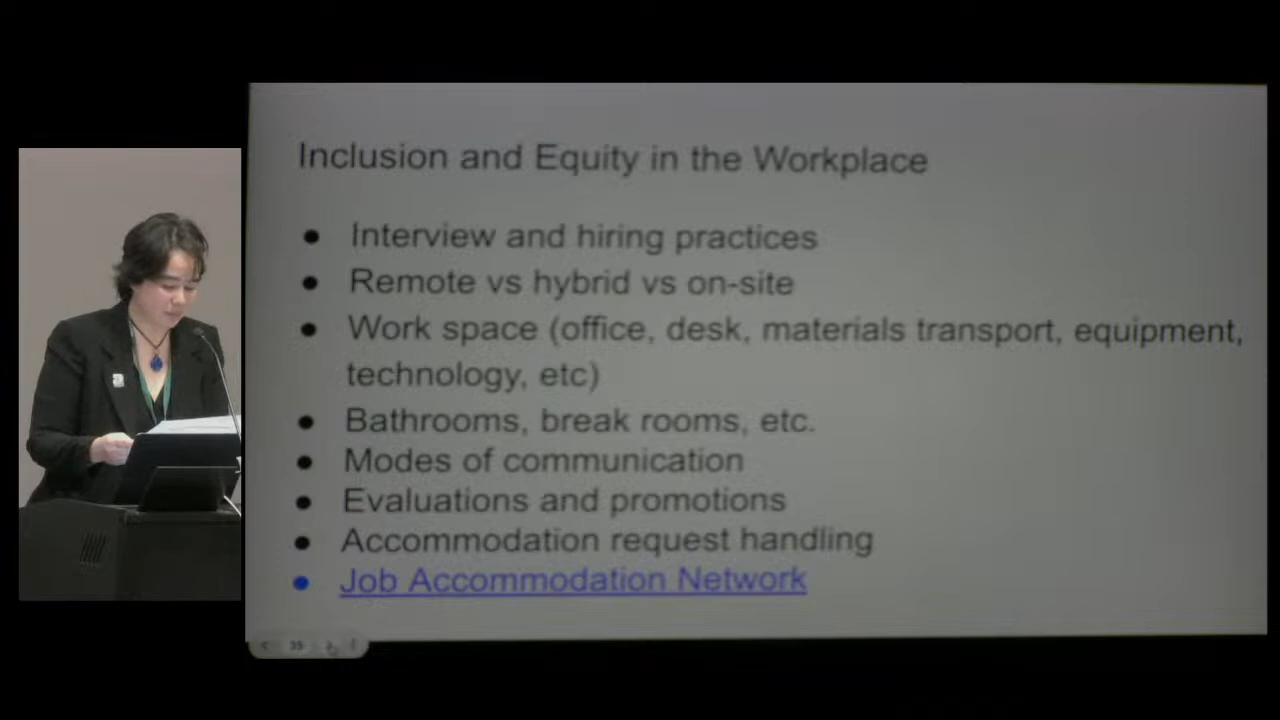 Inclusion and Equity in the Workplace
● Interview and hiring practices
● Remote vs hybrid vs on-site
● Work space (office, desk, materials transport, equipment,
technology, etc)
● Bathrooms, break rooms, etc.
● Modes of communication
● Evaluations and promotions
● Accommodation request handling
● Job Accommodation Network
35